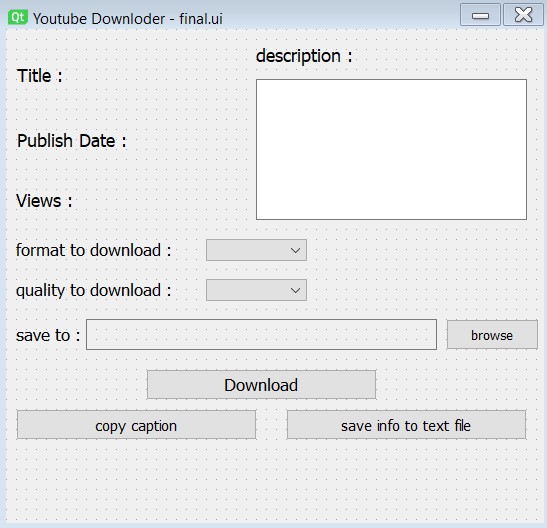 Qt Youtube Downloder - final.ui
description :
Title :
Publish Date :
Views :
format to download :
quality to download :
save to :
browse
Download
copy caption
save info to text file